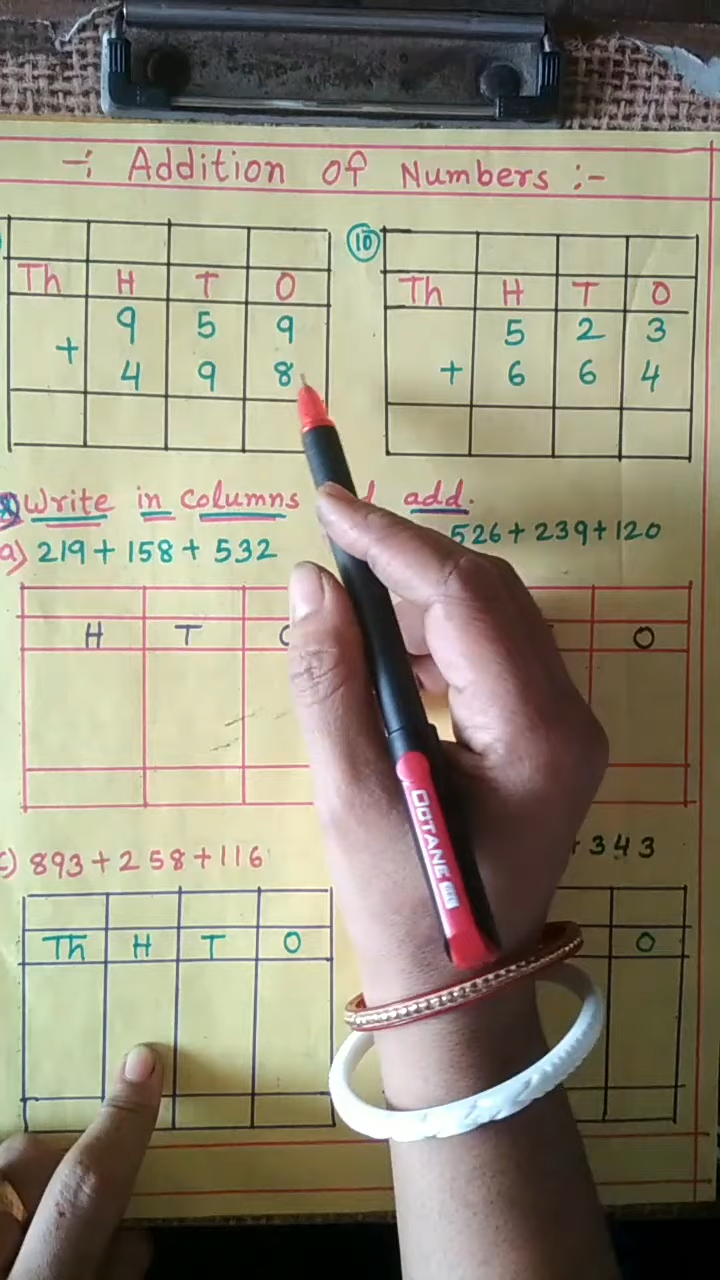 -: Addition of Numbers :-
Th H T O
9 5 9
+ 4 9 8
10
Th H T O
5 2 3
+ 6 6 4
Write in columns add.
a) 219+158+532
526+239+120
H T
O
c) 893+258+116
+343
Th H T O
O
OCTANE